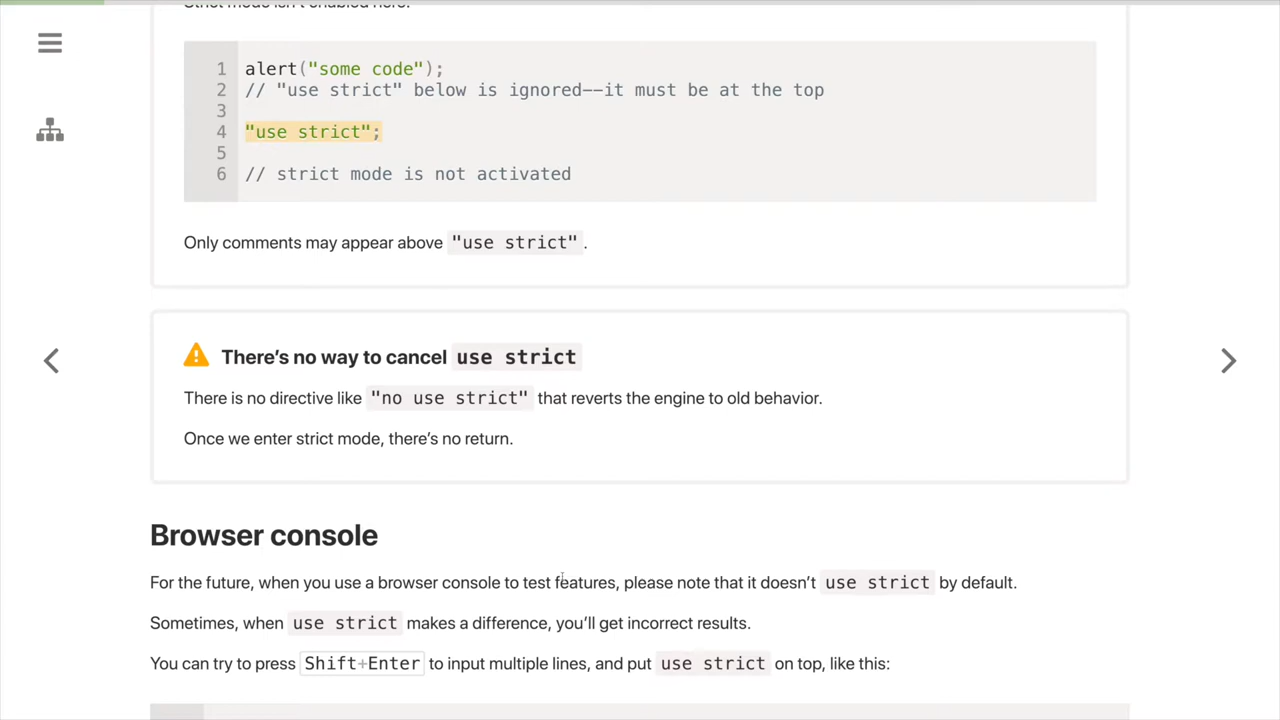 Strict mode isn't enabled here:
1 alert("some code");
2 // "use strict" below is ignored--it must be at the top
3
4 "use strict";
5
6 // strict mode is not activated
Only comments may appear above "use strict".
There’s no way to cancel use strict
There is no directive like "no use strict" that reverts the engine to old behavior.
Once we enter strict mode, there’s no return.
Browser console
For the future, when you use a browser console to test features, please note that it doesn’t use strict by default.
Sometimes, when use strict makes a difference, you’ll get incorrect results.
You can try to press Shift+Enter to input multiple lines, and put use strict on top, like this: